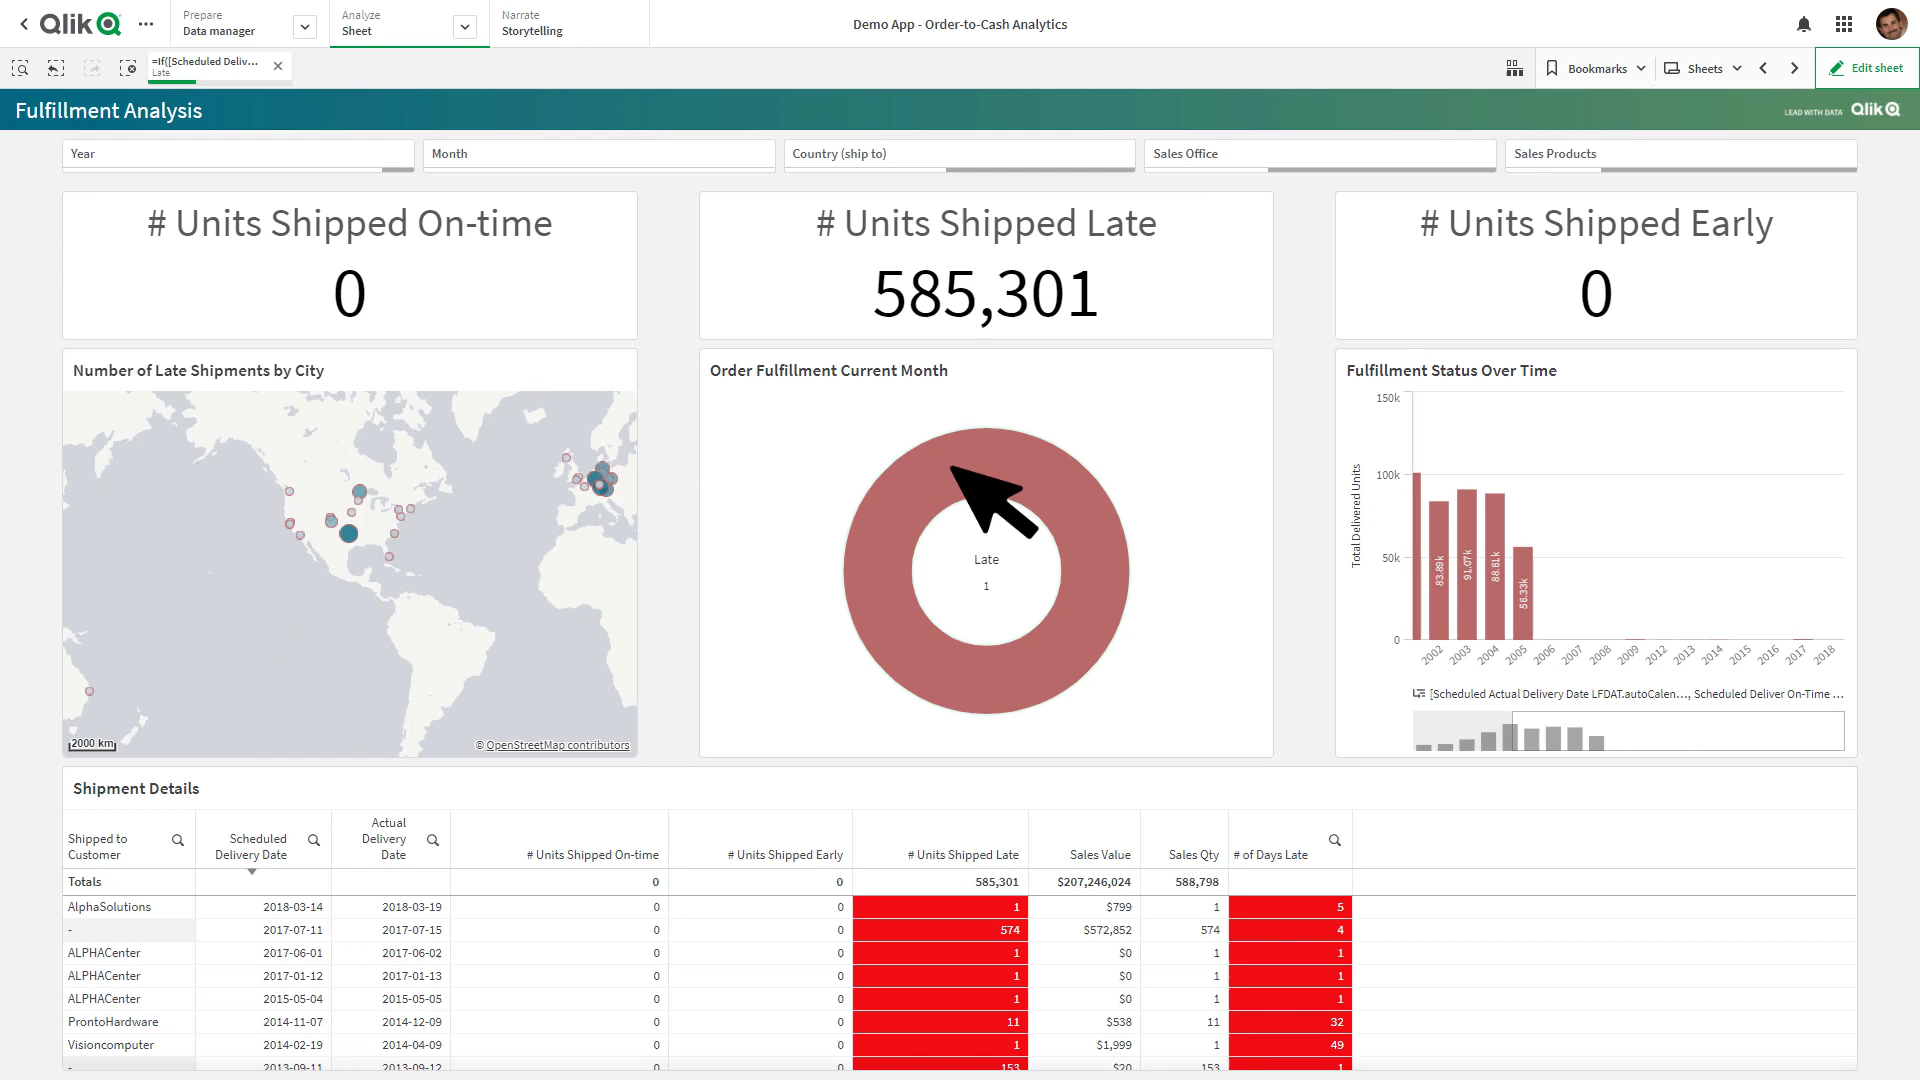 Qlik
Prepare
Data manager
Analyze
Sheet
Narrate
Storytelling
Demo App - Order-to-Cash Analytics
=If([Scheduled Deliv...
Late
Bookmarks
Sheets
Edit sheet
Fulfillment Analysis
LEAD WITH DATA Qlik
Year
Month
Country (ship to)
Sales Office
Sales Products
# Units Shipped On-time
0
# Units Shipped Late
585,301
# Units Shipped Early
0
Number of Late Shipments by City
2000 km
© OpenStreetMap contributors
Order Fulfillment Current Month
Late
1
Fulfillment Status Over Time
Total Delivered Units
150k
100k
50k
0
83.89k
91.07k
88.61k
56.33k
2002 2003 2004 2005 2006 2007 2008 2009 2012 2013 2014 2015 2016 2017 2018
[Scheduled Actual Delivery Date LFDAT.autoCalen..., Scheduled Deliver On-Time ...
Shipment Details
Shipped to Customer Scheduled Delivery Date Actual Delivery Date # Units Shipped On-time # Units Shipped Early # Units Shipped Late Sales Value Sales Qty # of Days Late
Totals 0 0 585,301 $207,246,024 588,798
AlphaSolutions 2018-03-14 2018-03-19 0 0 1 $799 1 5
- 2017-07-11 2017-07-15 0 0 574 $572,852 574 4
ALPHACenter 2017-06-01 2017-06-02 0 0 1 $0 1 1
ALPHACenter 2017-01-12 2017-01-13 0 0 1 $0 1 1
ALPHACenter 2015-05-04 2015-05-05 0 0 1 $0 1 1
ProntoHardware 2014-11-07 2014-12-09 0 0 11 $538 11 32
Visioncomputer 2014-02-19 2014-04-09 0 0 1 $1,999 1 49
- 2013-09-11 2013-09-12 0 0 153 $20 153 1